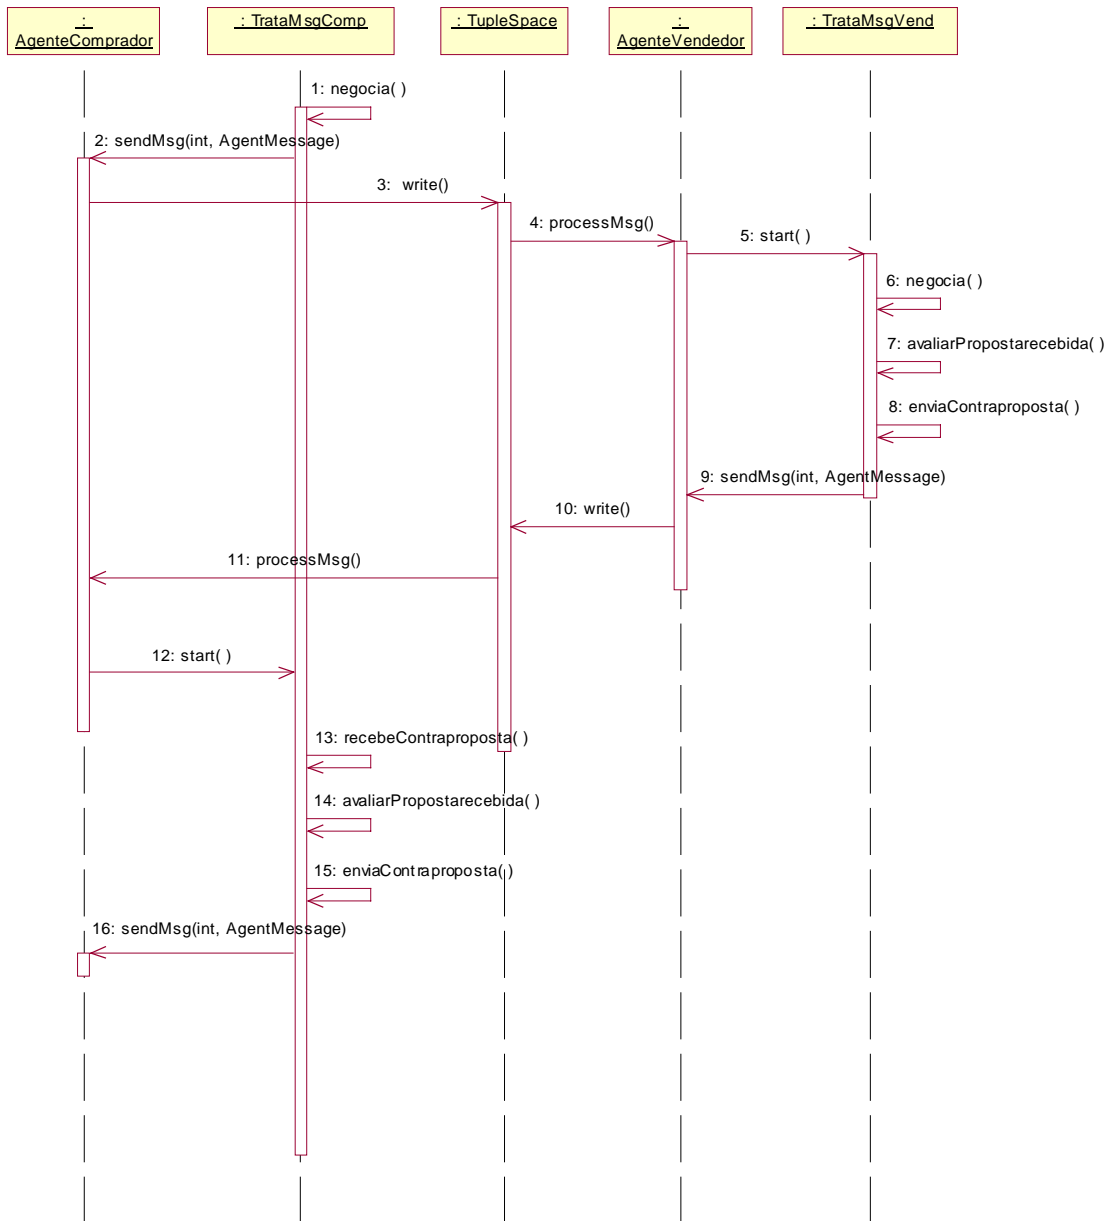 :
AgenteComprador
: TrataMsgComp
: TupleSpace
:
AgenteVendedor
: TrataMsgVend
1: negocia( )
2: sendMsg(int, AgentMessage)
3: write()
4: processMsg()
5: start( )
6: negocia( )
7: avaliarPropostarecebida( )
8: enviaContraproposta( )
9: sendMsg(int, AgentMessage)
10: write()
11: processMsg()
12: start( )
13: recebeContraproposta( )
14: avaliarPropostarecebida( )
15: enviaContraproposta( )
16: sendMsg(int, AgentMessage)